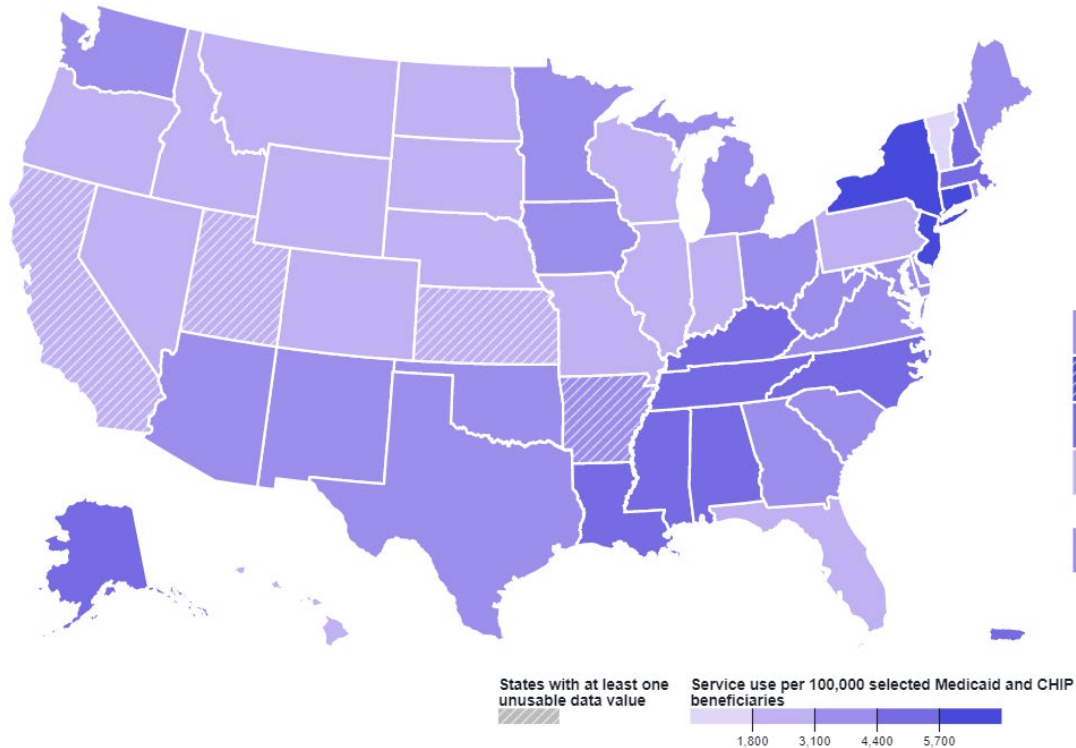 States with at least one
unusable data value
Service use per 100,000 selected Medicaid and CHIP
beneficiaries
1,800
3,100
4,400
5,700